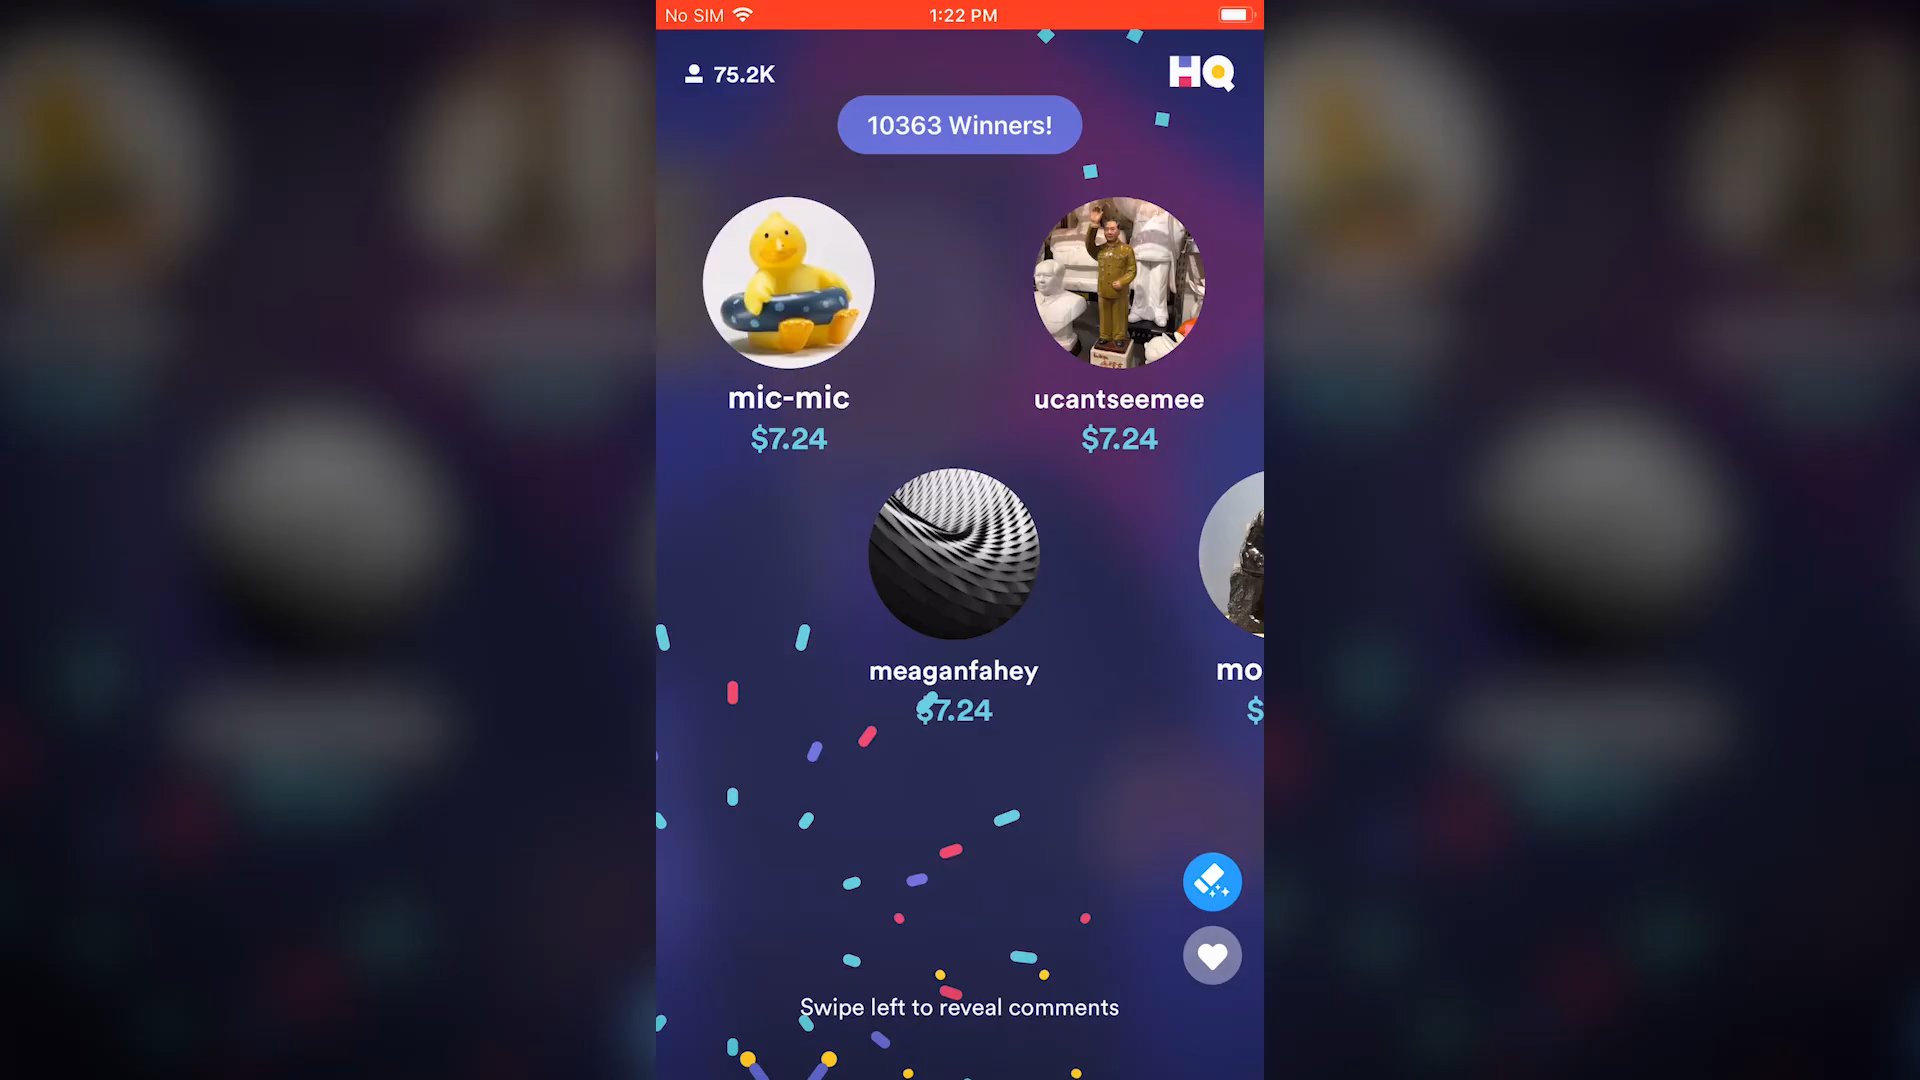 No SIM
1:22 PM
75.2K
HQ
10363 Winners!
mic-mic
$7.24
ucantseemee
$7.24
meaganfahey
$7.24
mo
$
Swipe left to reveal comments